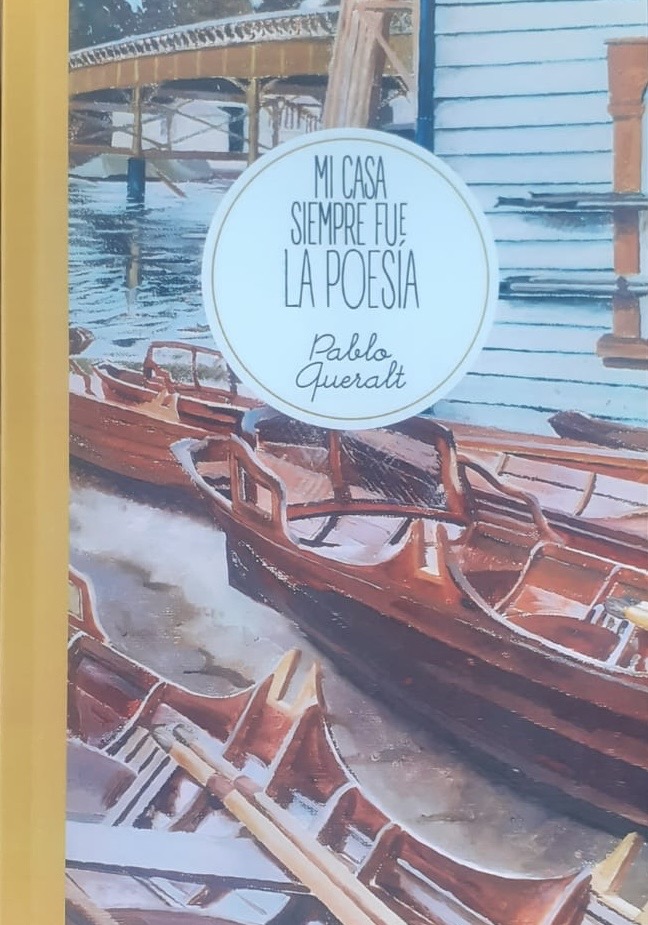 MI CASA
SIEMPRE FUE
LA POESÍA
Pablo
Queralt